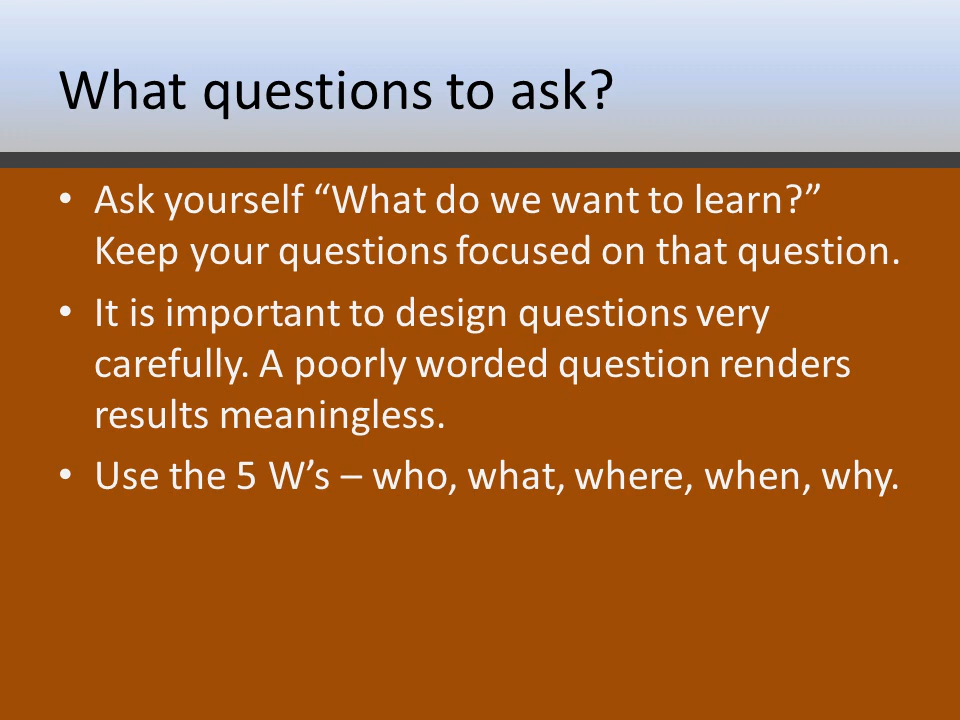 What questions to ask?
• Ask yourself “What do we want to learn?”
Keep your questions focused on that question.
• It is important to design questions very
carefully. A poorly worded question renders
results meaningless.
• Use the 5 W’s – who, what, where, when, why.